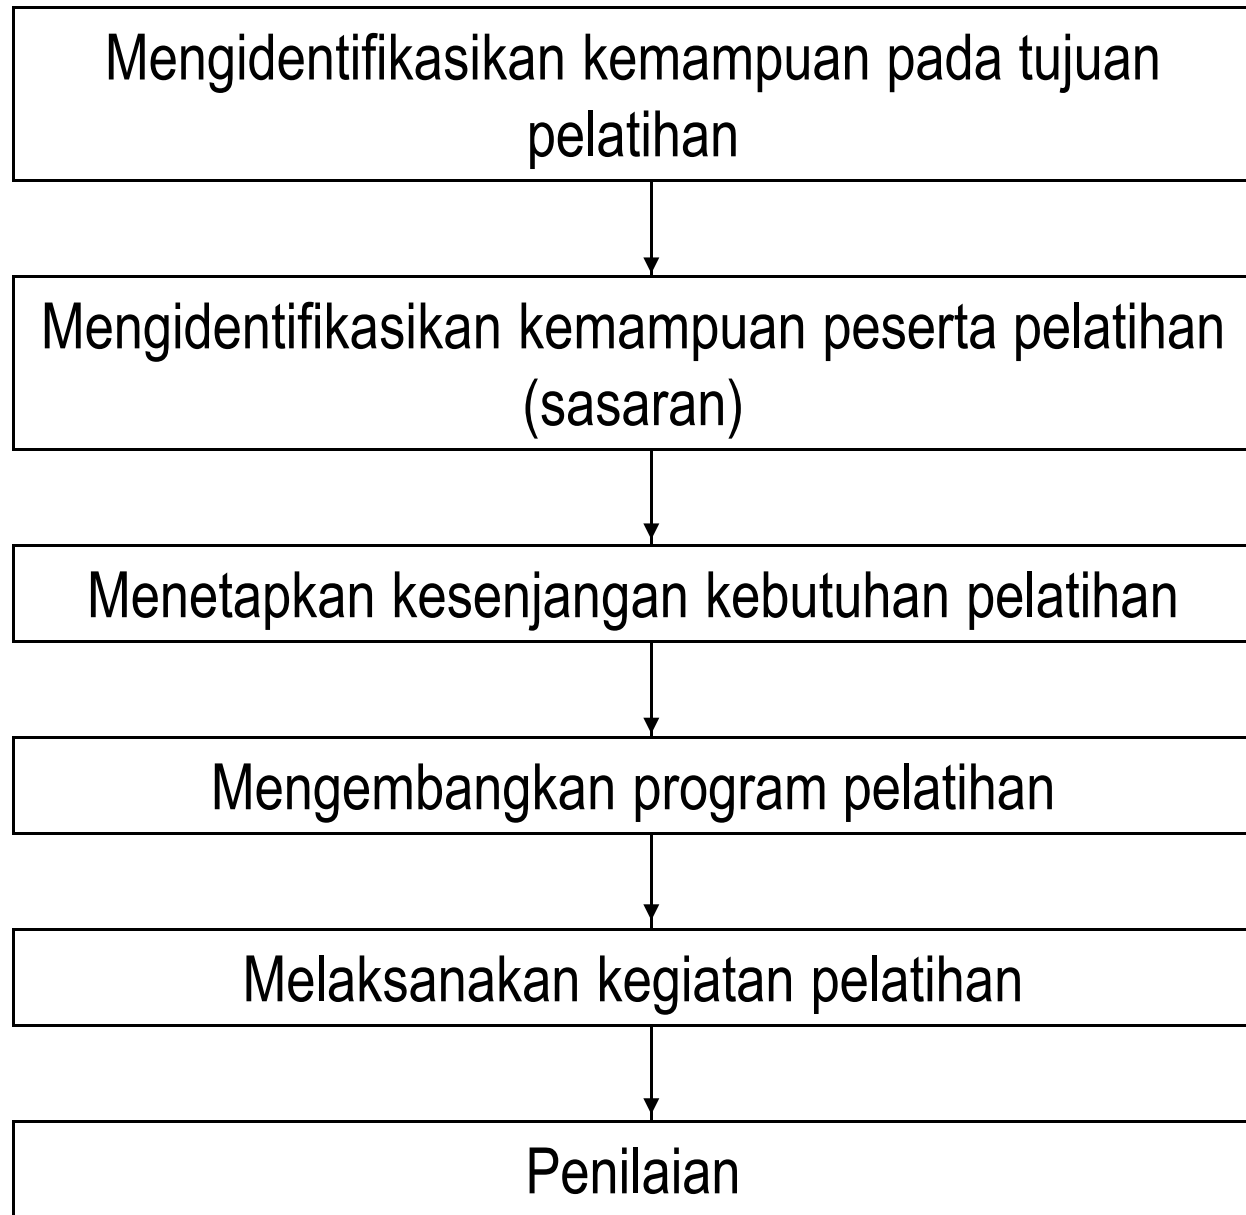 Mengidentifikasikan kemampuan pada tujuan
pelatihan
Mengidentifikasikan kemampuan peserta pelatihan
(sasaran)
Menetapkan kesenjangan kebutuhan pelatihan
Mengembangkan program pelatihan
Melaksanakan kegiatan pelatihan
Penilaian